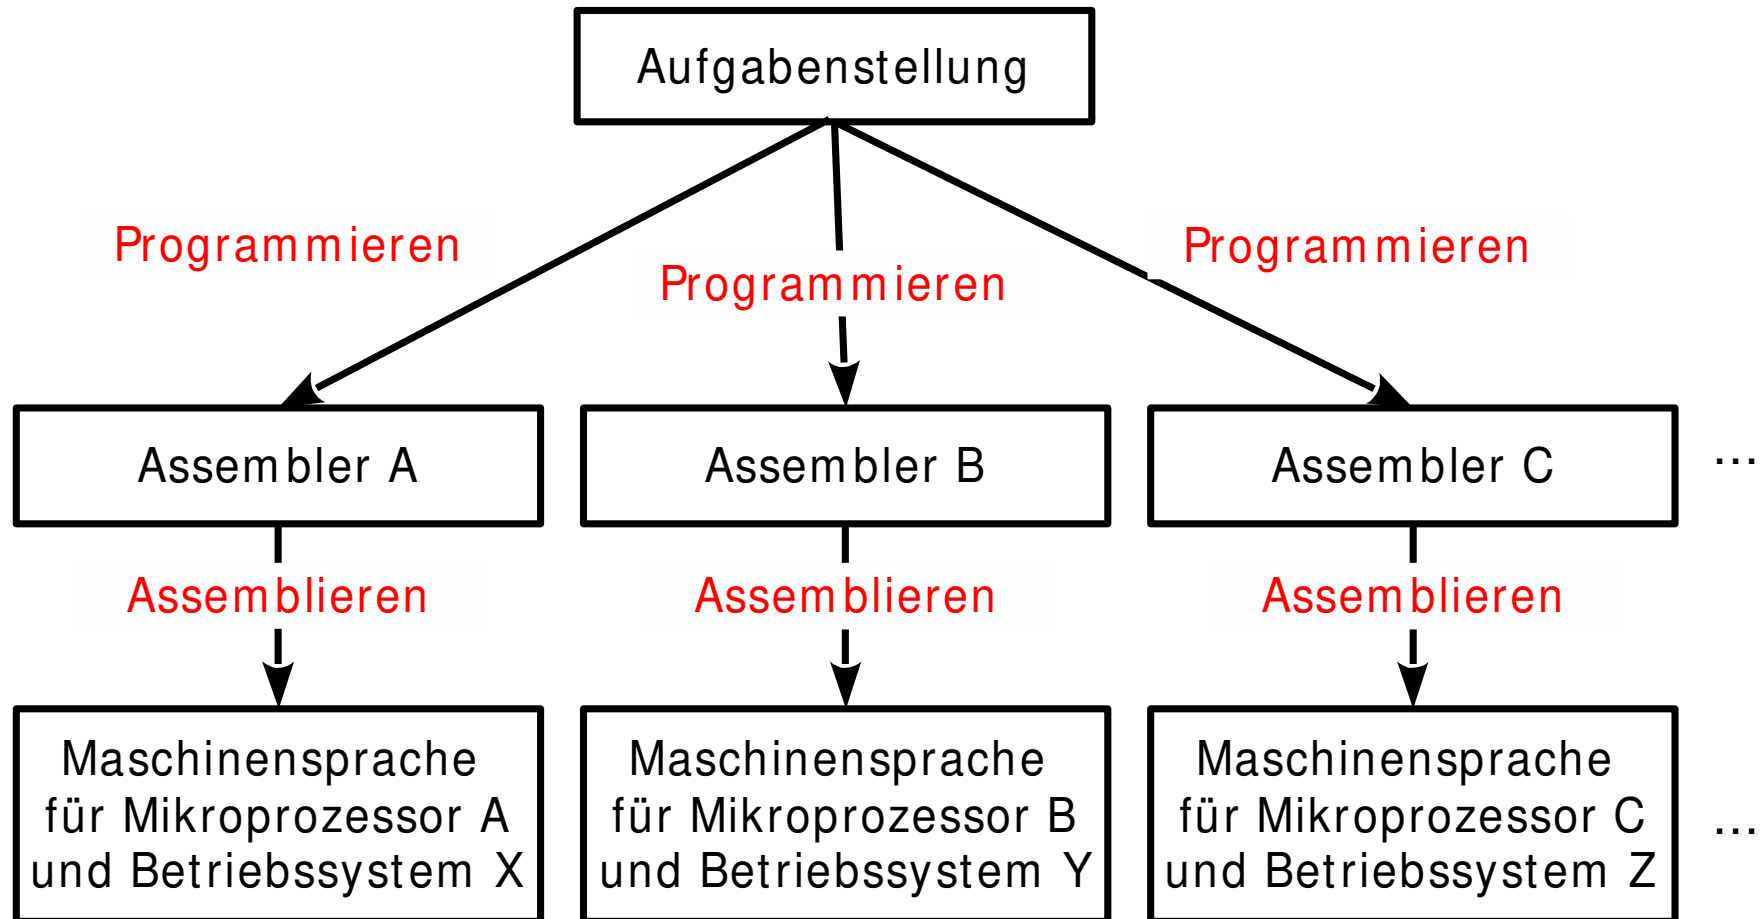 Aufgabenstellung
Programmieren
Programmieren
Programmieren
Assembler A
Assembler B
Assembler C
...
Assemblieren
Assemblieren
Assemblieren
Maschinensprache
für Mikroprozessor A
und Betriebssystem X
Maschinensprache
für Mikroprozessor B
und Betriebssystem Y
Maschinensprache
für Mikroprozessor C
und Betriebssystem Z
...